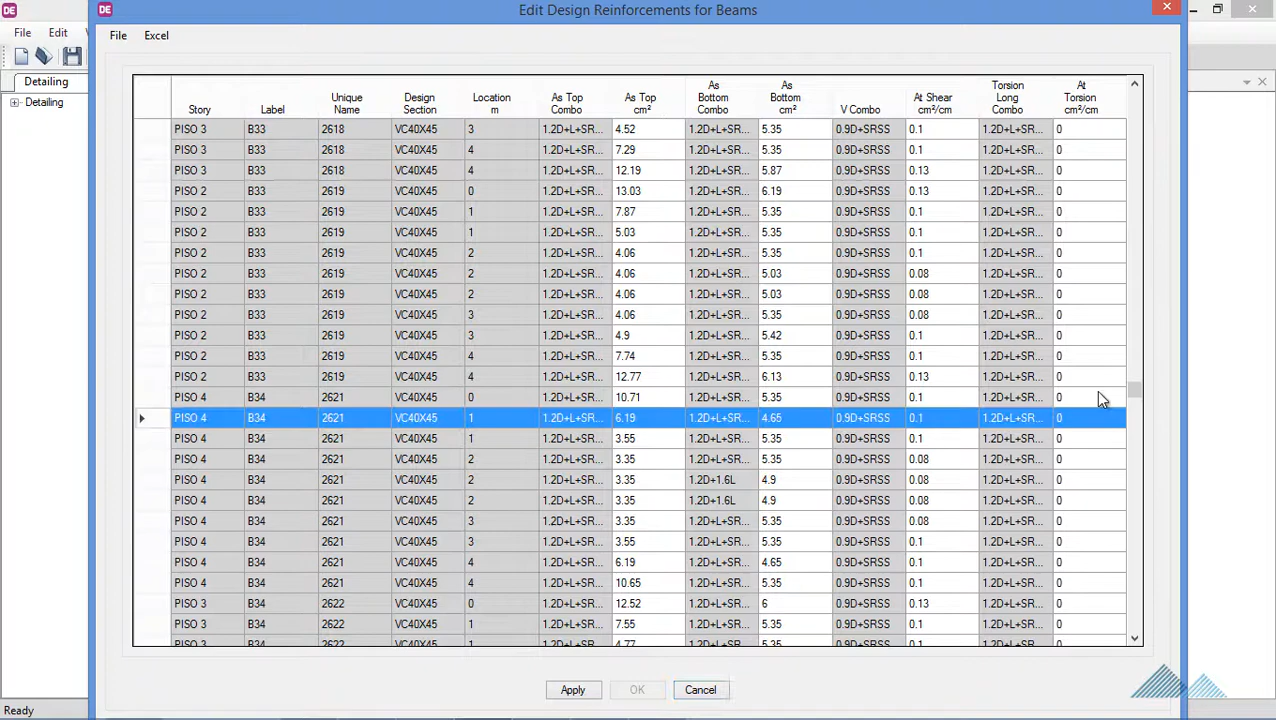 Edit Design Reinforcements for Beams
File Edit
File Excel
Detailing
Detailing
Story Label Unique Name Design Section Location m As Top Combo As Top cm² As Bottom Combo As Bottom cm² V Combo At Shear cm²/cm Torsion Long Combo At Torsion cm²/cm
PISO 3 B33 2618 VC40X45 3 1.2D+L+SR... 4.52 1.2D+L+SR... 5.35 0.9D+SRSS 0.1 1.2D+L+SR... 0
PISO 3 B33 2618 VC40X45 4 1.2D+L+SR... 7.29 1.2D+L+SR... 5.35 0.9D+SRSS 0.1 1.2D+L+SR... 0
PISO 3 B33 2618 VC40X45 4 1.2D+L+SR... 12.19 1.2D+L+SR... 5.87 0.9D+SRSS 0.13 1.2D+L+SR... 0
PISO 2 B33 2619 VC40X45 0 1.2D+L+SR... 13.03 1.2D+L+SR... 6.19 0.9D+SRSS 0.13 1.2D+L+SR... 0
PISO 2 B33 2619 VC40X45 1 1.2D+L+SR... 7.87 1.2D+L+SR... 5.35 0.9D+SRSS 0.1 1.2D+L+SR... 0
PISO 2 B33 2619 VC40X45 1 1.2D+L+SR... 5.03 1.2D+L+SR... 5.35 0.9D+SRSS 0.1 1.2D+L+SR... 0
PISO 2 B33 2619 VC40X45 2 1.2D+L+SR... 4.06 1.2D+L+SR... 5.35 0.9D+SRSS 0.1 1.2D+L+SR... 0
PISO 2 B33 2619 VC40X45 2 1.2D+L+SR... 4.06 1.2D+L+SR... 5.03 0.9D+SRSS 0.08 1.2D+L+SR... 0
PISO 2 B33 2619 VC40X45 2 1.2D+L+SR... 4.06 1.2D+L+SR... 5.03 0.9D+SRSS 0.08 1.2D+L+SR... 0
PISO 2 B33 2619 VC40X45 3 1.2D+L+SR... 4.06 1.2D+L+SR... 5.35 0.9D+SRSS 0.08 1.2D+L+SR... 0
PISO 2 B33 2619 VC40X45 3 1.2D+L+SR... 4.9 1.2D+L+SR... 5.42 0.9D+SRSS 0.1 1.2D+L+SR... 0
PISO 2 B33 2619 VC40X45 4 1.2D+L+SR... 7.74 1.2D+L+SR... 5.35 0.9D+SRSS 0.1 1.2D+L+SR... 0
PISO 2 B33 2619 VC40X45 4 1.2D+L+SR... 12.77 1.2D+L+SR... 6.13 0.9D+SRSS 0.13 1.2D+L+SR... 0
PISO 4 B34 2621 VC40X45 0 1.2D+L+SR... 10.71 1.2D+L+SR... 5.35 0.9D+SRSS 0.1 1.2D+L+SR... 0
PISO 4 B34 2621 VC40X45 1 1.2D+L+SR... 6.19 1.2D+L+SR... 4.65 0.9D+SRSS 0.1 1.2D+L+SR... 0
PISO 4 B34 2621 VC40X45 1 1.2D+L+SR... 3.55 1.2D+L+SR... 5.35 0.9D+SRSS 0.1 1.2D+L+SR... 0
PISO 4 B34 2621 VC40X45 2 1.2D+L+SR... 3.35 1.2D+L+SR... 5.35 0.9D+SRSS 0.08 1.2D+L+SR... 0
PISO 4 B34 2621 VC40X45 2 1.2D+L+SR... 3.35 1.2D+1.6L 4.9 0.9D+SRSS 0.08 1.2D+L+SR... 0
PISO 4 B34 2621 VC40X45 2 1.2D+L+SR... 3.35 1.2D+1.6L 4.9 0.9D+SRSS 0.08 1.2D+L+SR... 0
PISO 4 B34 2621 VC40X45 3 1.2D+L+SR... 3.35 1.2D+L+SR... 5.35 0.9D+SRSS 0.08 1.2D+L+SR... 0
PISO 4 B34 2621 VC40X45 3 1.2D+L+SR... 3.55 1.2D+L+SR... 5.35 0.9D+SRSS 0.1 1.2D+L+SR... 0
PISO 4 B34 2621 VC40X45 4 1.2D+L+SR... 6.19 1.2D+L+SR... 4.65 0.9D+SRSS 0.1 1.2D+L+SR... 0
PISO 4 B34 2621 VC40X45 4 1.2D+L+SR... 10.65 1.2D+L+SR... 5.35 0.9D+SRSS 0.1 1.2D+L+SR... 0
PISO 3 B34 2622 VC40X45 0 1.2D+L+SR... 12.52 1.2D+L+SR... 6 0.9D+SRSS 0.13 1.2D+L+SR... 0
PISO 3 B34 2622 VC40X45 1 1.2D+L+SR... 7.55 1.2D+L+SR... 5.35 0.9D+SRSS 0.1 1.2D+L+SR... 0
PISO 3 B34 2622 VC40X45 1 1.2D+L+SR... 4.77 1.2D+L+SR... 5.35 0.9D+SRSS 0.1 1.2D+L+SR... 0
Apply OK Cancel
Ready